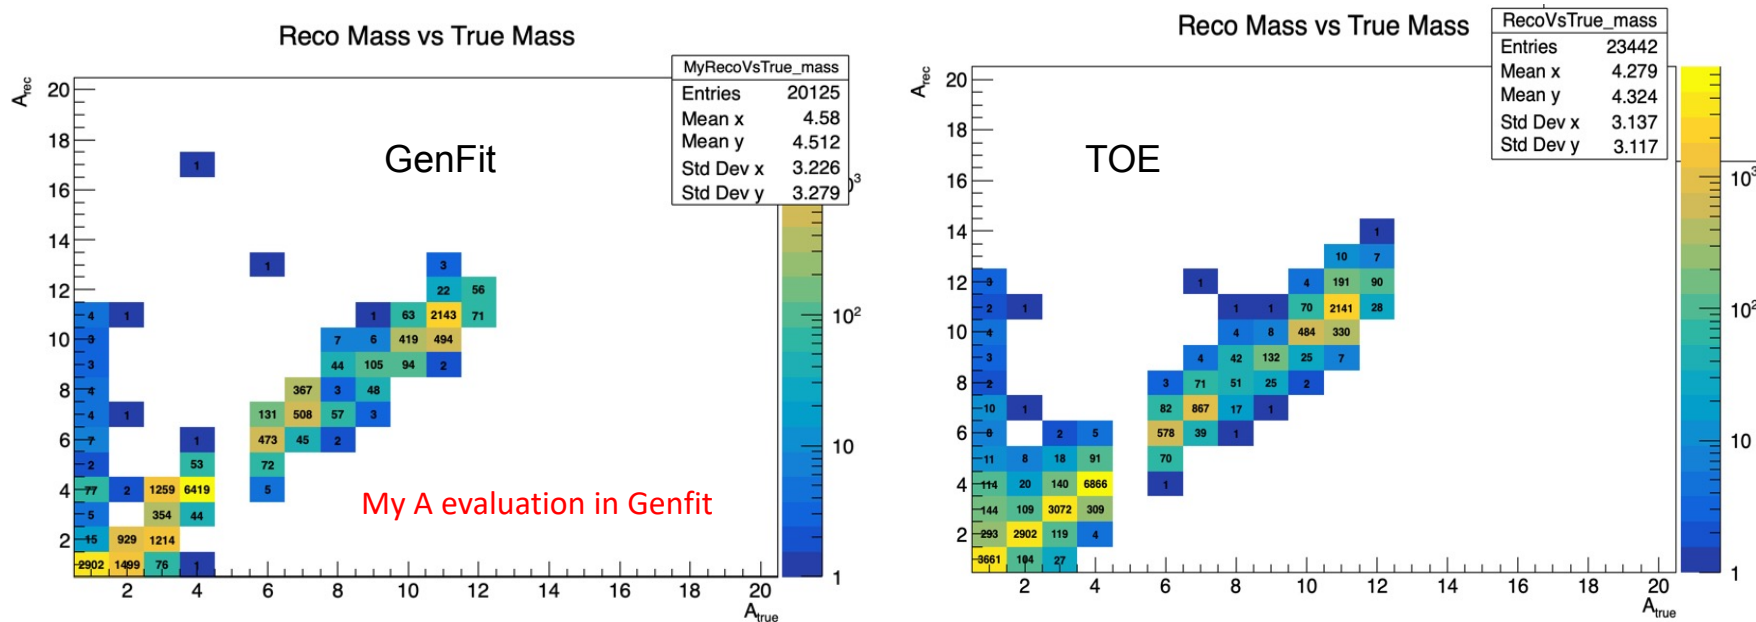 Reco Mass vs True Mass
MyRecoVsTrue_mass
Entries 20125
Mean x 4.58
Mean y 4.512
Std Dev x 3.226
Std Dev y 3.279
GenFit
My A evaluation in Genfit
A_rec
20
18
1
16
14
1 3
12 22 56
4 1 1 63 2143 71
10 3 7 6 419 494
3 44 105 94 2
8 4 367 3 48
4 1 131 508 57 3
6 7 1 473 45 2
2 53 72
4 77 2 1259 6419 5
5 354 44
2 15 929 1214
2902 1499 76 1
2 4 6 8 10 12 14 16 18 20
A_true
10²
10
1
Reco Mass vs True Mass
RecoVsTrue_mass
Entries 23442
Mean x 4.279
Mean y 4.324
Std Dev x 3.137
Std Dev y 3.117
TOE
A_rec
20
18
16
14 1
10 7
12 3 1 4 191 90
2 1 1 1 70 2141 28
10 4 4 8 484 330
3 4 42 132 25 7
8 2 3 71 51 25 2
10 1 82 867 17 1
6 8 2 5 578 39 1
11 8 18 91 70
4 114 20 140 6866 1
144 109 3072 309
2 293 2902 119 4
3661 104 27
2 4 6 8 10 12 14 16 18 20
A_true
10³
10²
10
1